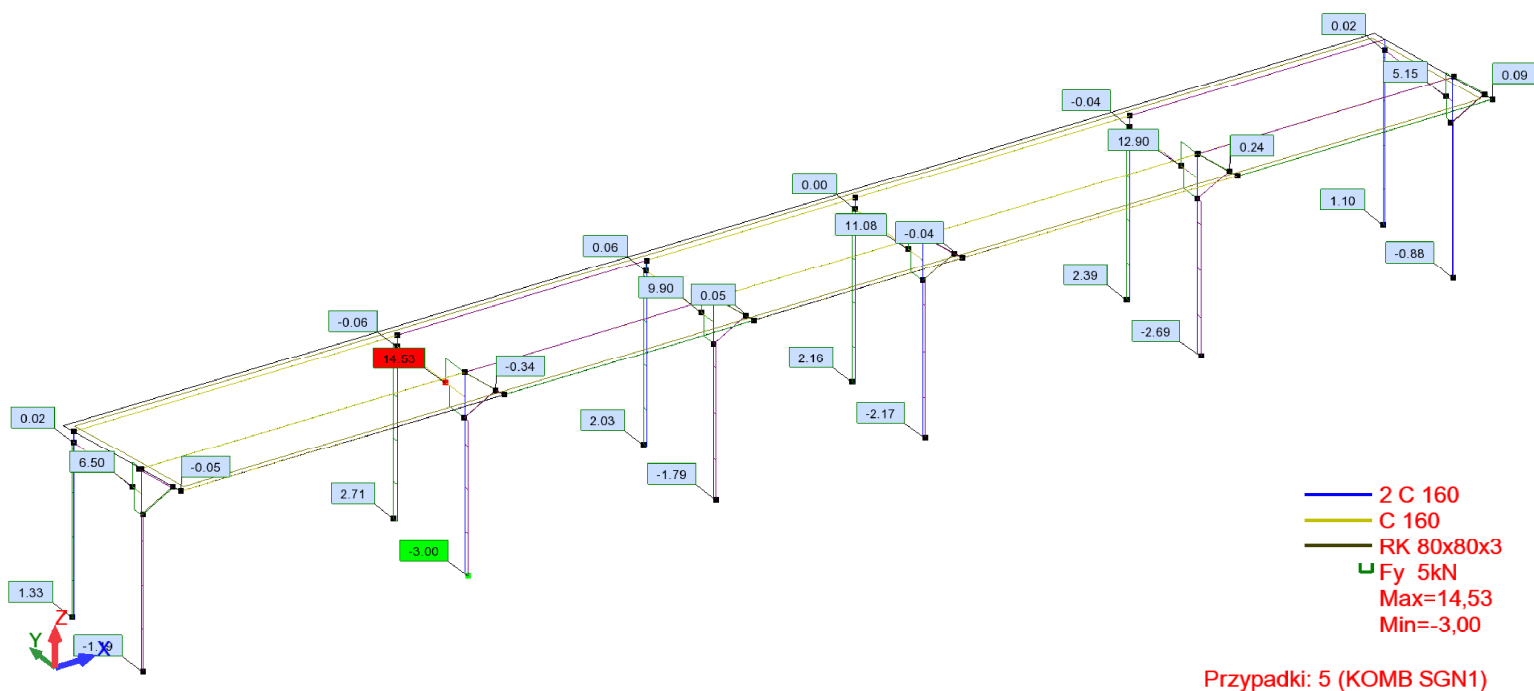 0.02
5.15
0.09
-0.04
12.90
0.24
0.00
1.10
11.08
-0.04
0.06
-0.88
9.90
0.05
2.39
-0.06
14.53
-0.34
-2.69
2.16
0.02
2.03
-2.17
6.50
-0.05
-1.79
2.71
-3.00
1.33
Z
Y
X
2 C 160
C 160
RK 80x80x3
Fy 5kN
Max=14,53
Min=-3,00
Przypadki: 5 (KOMB SGN1)